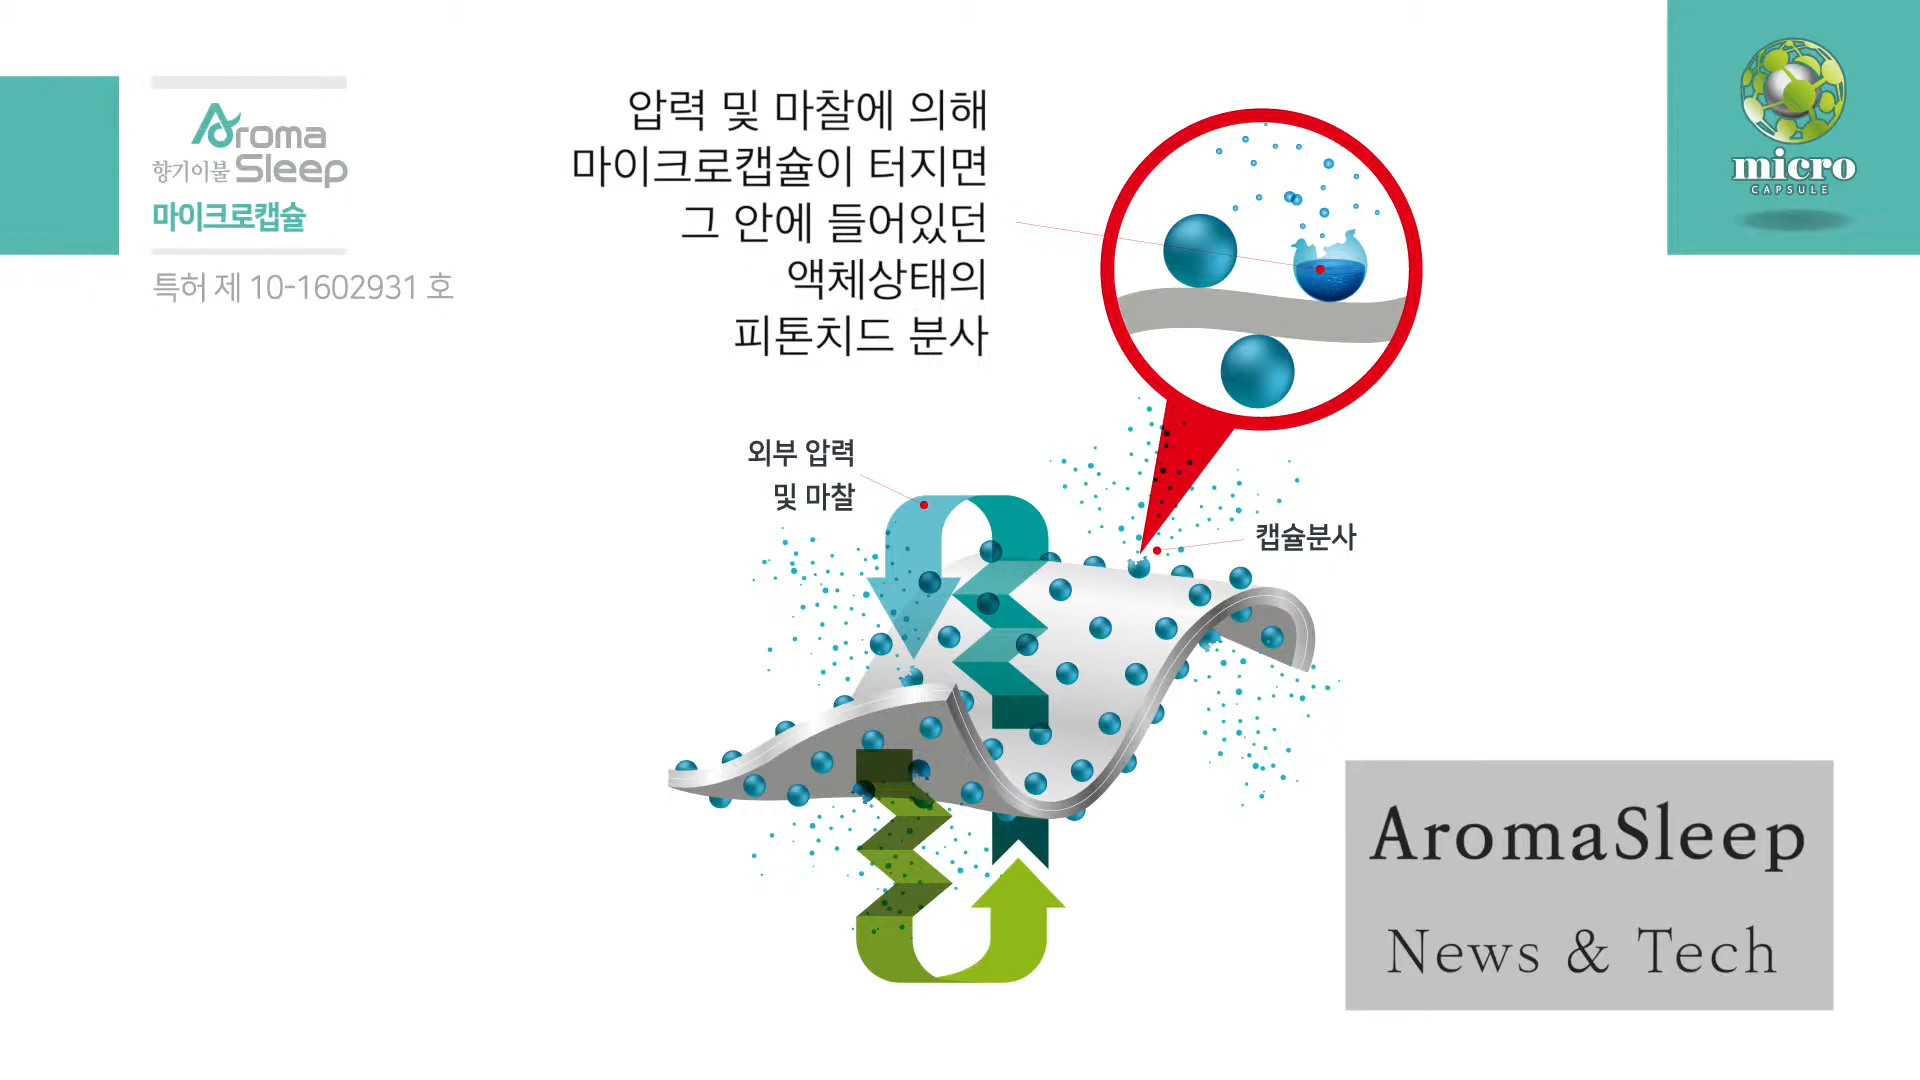 Aroma
향기이불 Sleep
마이크로캡슐
특허 제 10-1602931 호
압력 및 마찰에 의해
마이크로캡슐이 터지면
그 안에 들어있던
액체상태의
피톤치드 분사
micro
CAPSULE
외부 압력
및 마찰
캡슐분사
AromaSleep
News & Tech